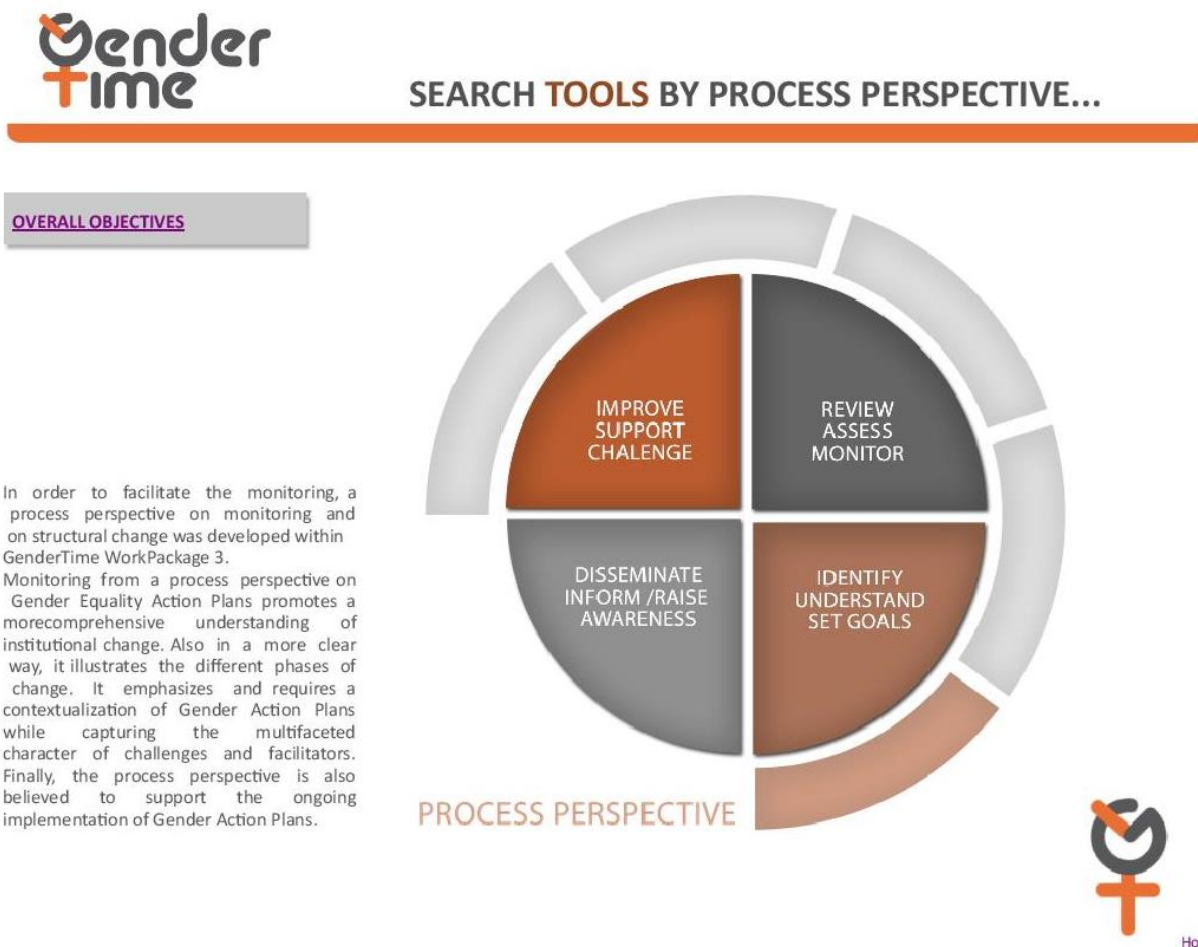 Gender
Time
SEARCH TOOLS BY PROCESS PERSPECTIVE...
OVERALL OBJECTIVES
In order to facilitate the monitoring, a
process perspective on monitoring and
on structural change was developed within
GenderTime WorkPackage 3.
Monitoring from a process perspective on
Gender Equality Action Plans promotes a
morecomprehensive understanding of
institutional change. Also in a more clear
way, it illustrates the different phases of
change. It emphasizes and requires a
contextualization of Gender Action Plans
while capturing the multifaceted
character of challenges and facilitators.
Finally, the process perspective is also
believed to support the ongoing
implementation of Gender Action Plans.
IMPROVE
SUPPORT
CHALENGE
REVIEW
ASSESS
MONITOR
DISSEMINATE
INFORM /RAISE
AWARENESS
IDENTIFY
UNDERSTAND
SET GOALS
PROCESS PERSPECTIVE